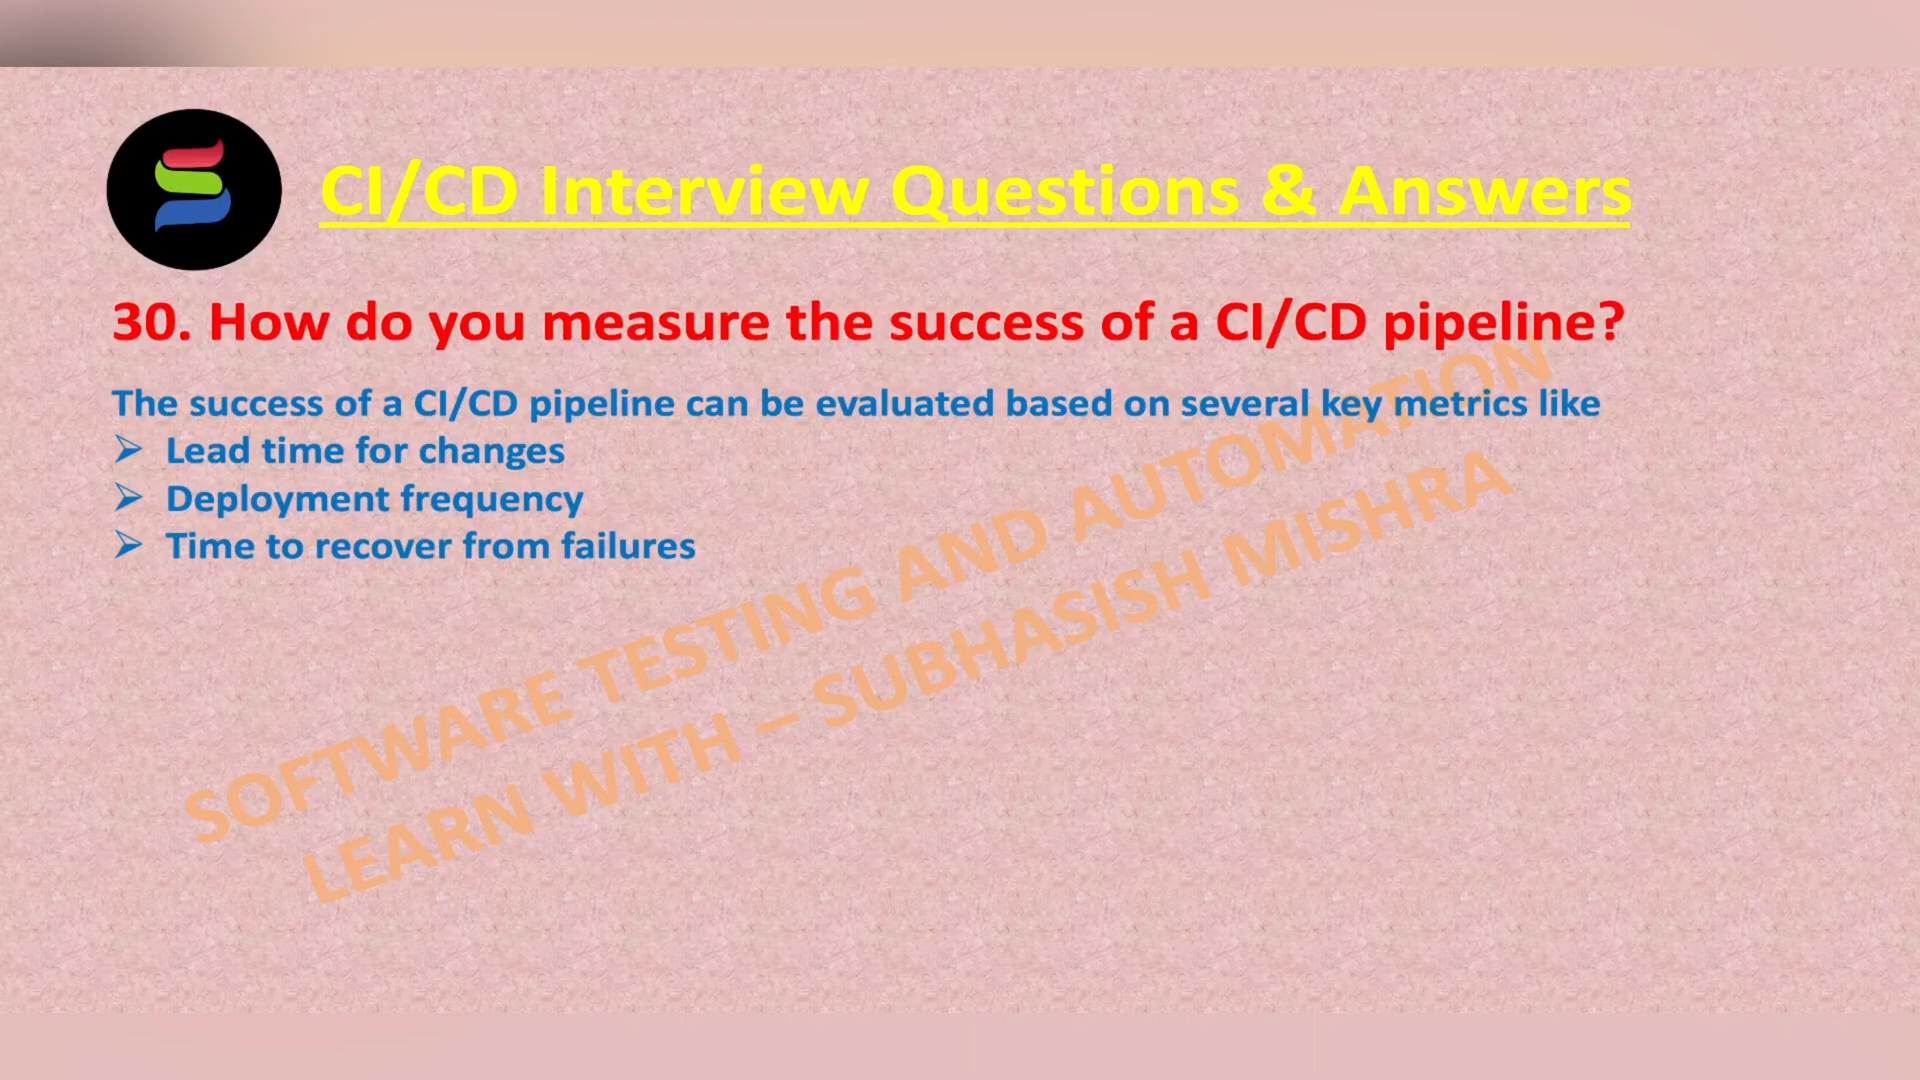 CI/CD Interview Questions & Answers
30. How do you measure the success of a CI/CD pipeline?
The success of a CI/CD pipeline can be evaluated based on several key metrics like
➢ Lead time for changes
➢ Deployment frequency
➢ Time to recover from failures
SOFTWARE TESTING AND AUTOMATION
LEARN WITH – SUBHASISH MISHRA